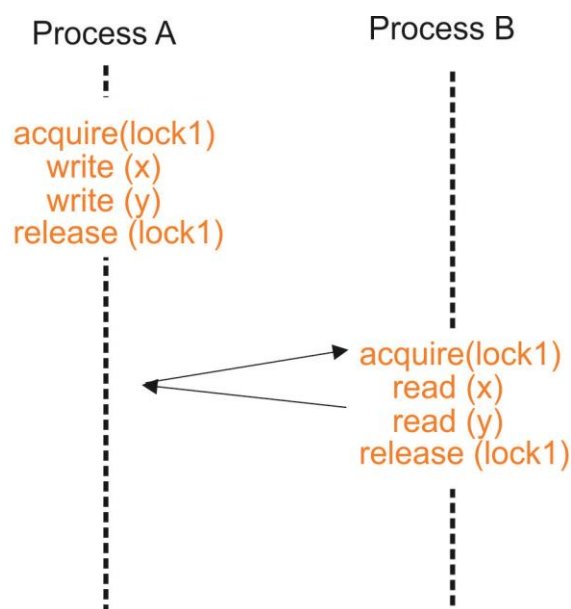 Process A
Process B
acquire(lock1)
write (x)
write (y)
release (lock1)
acquire(lock1)
read (x)
read (y)
release (lock1)